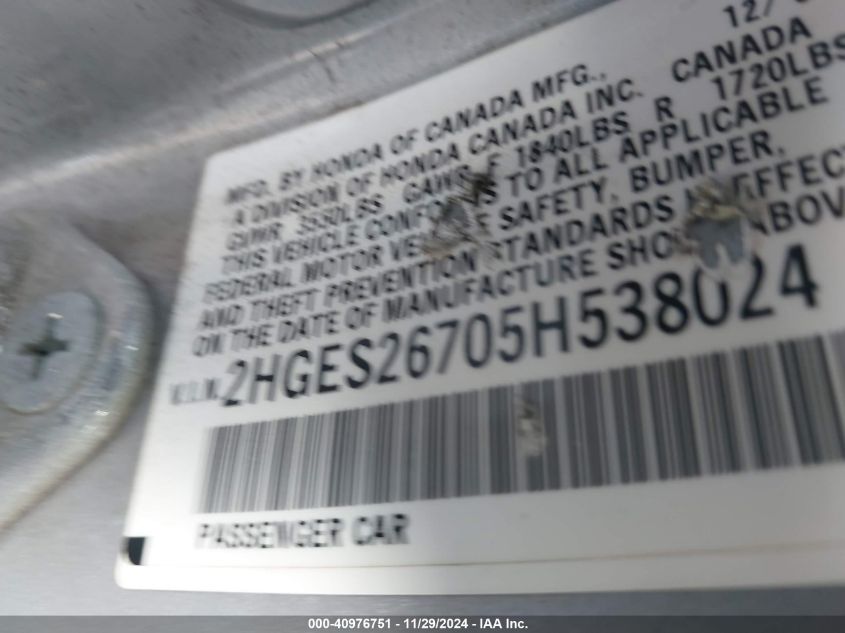 12/
MFD. BY HONDA OF CANADA MFG.,
A DIVISION OF HONDA CANADA INC. CANADA
GVWR 3550LBS GAWR F 1840LBS R 1720LBS
THIS VEHICLE CONFORMS TO ALL APPLICABLE
FEDERAL MOTOR VEHICLE SAFETY, BUMPER,
AND THEFT PREVENTION STANDARDS IN EFFECT
ON THE DATE OF MANUFACTURE SHOWN ABOV
V.I.N. 2HGES26705H538024
PASSENGER CAR
000-40976751 - 11/29/2024 - IAA Inc.